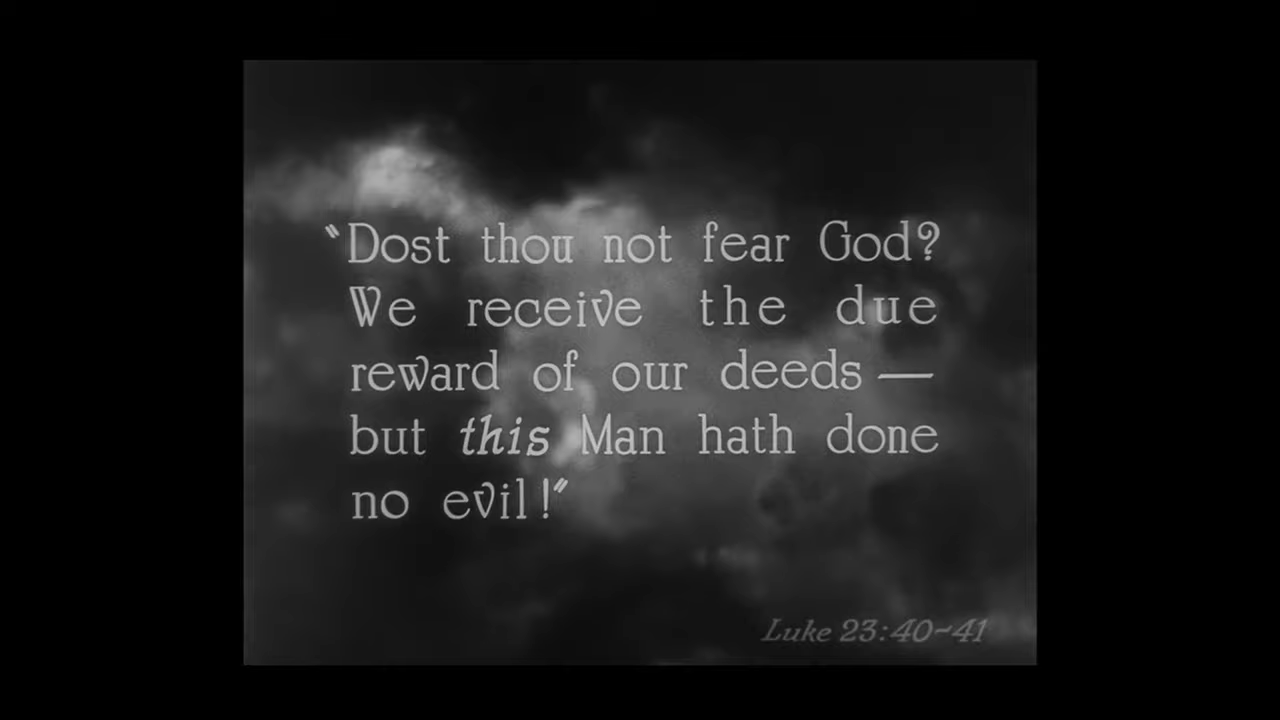 “Dost thou not fear God?
We receive the due
reward of our deeds —
but this Man hath done
no evil!”
Luke 23:40~41